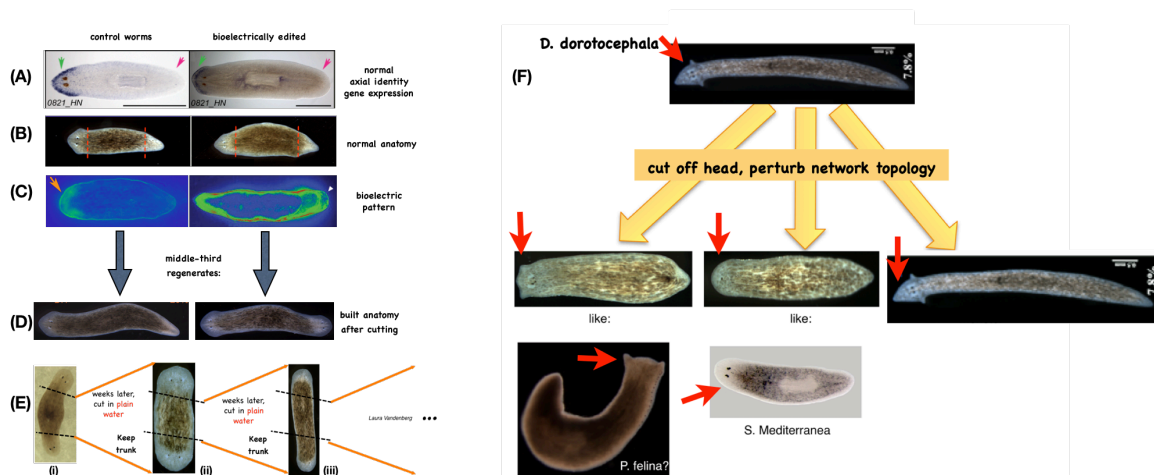 control worms
bioelectrically edited
(A)
0821_HN
0821_HN
normal
axial identity
gene expression
(B)
normal anatomy
(C)
bioelectric
pattern
middle-third
regenerates:
(D)
built anatomy
after cutting
(E)
weeks later,
cut in plain
water
Keep
trunk
(i)
weeks later,
cut in plain
water
Keep
trunk
(ii)
(iii)
Laura Vandenberg
•••
(F)
D. dorotocephala
7.8%
cut off head, perturb network topology
like:
like:
7.8%
P. felina?
S. Mediterranea